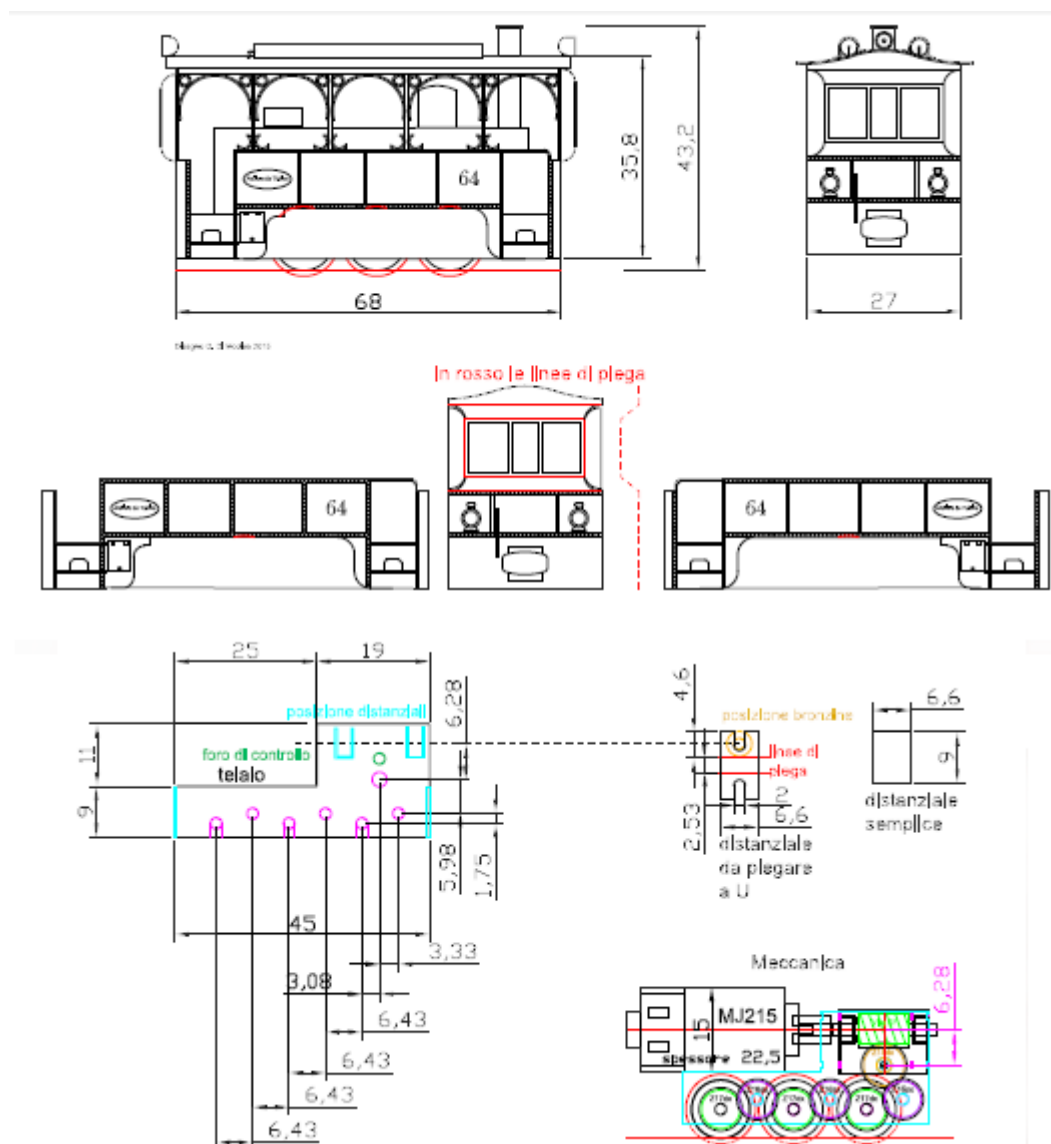 64
35,8
43,2
68
27
In rosso le linee di piega
64
64
25
19
6,28
posizione distanziali
foro di controllo
telaio
11
9
5,98
1,75
45
3,33
3,08
6,43
6,43
6,43
6,43
4,6
posizione bronzine
linee di
piega
2
6,6
2,53
distanziale
da piegare
a U
6,6
9
distanziale
semplice
Meccanica
MJ215
15
spessore 22,5
6,28